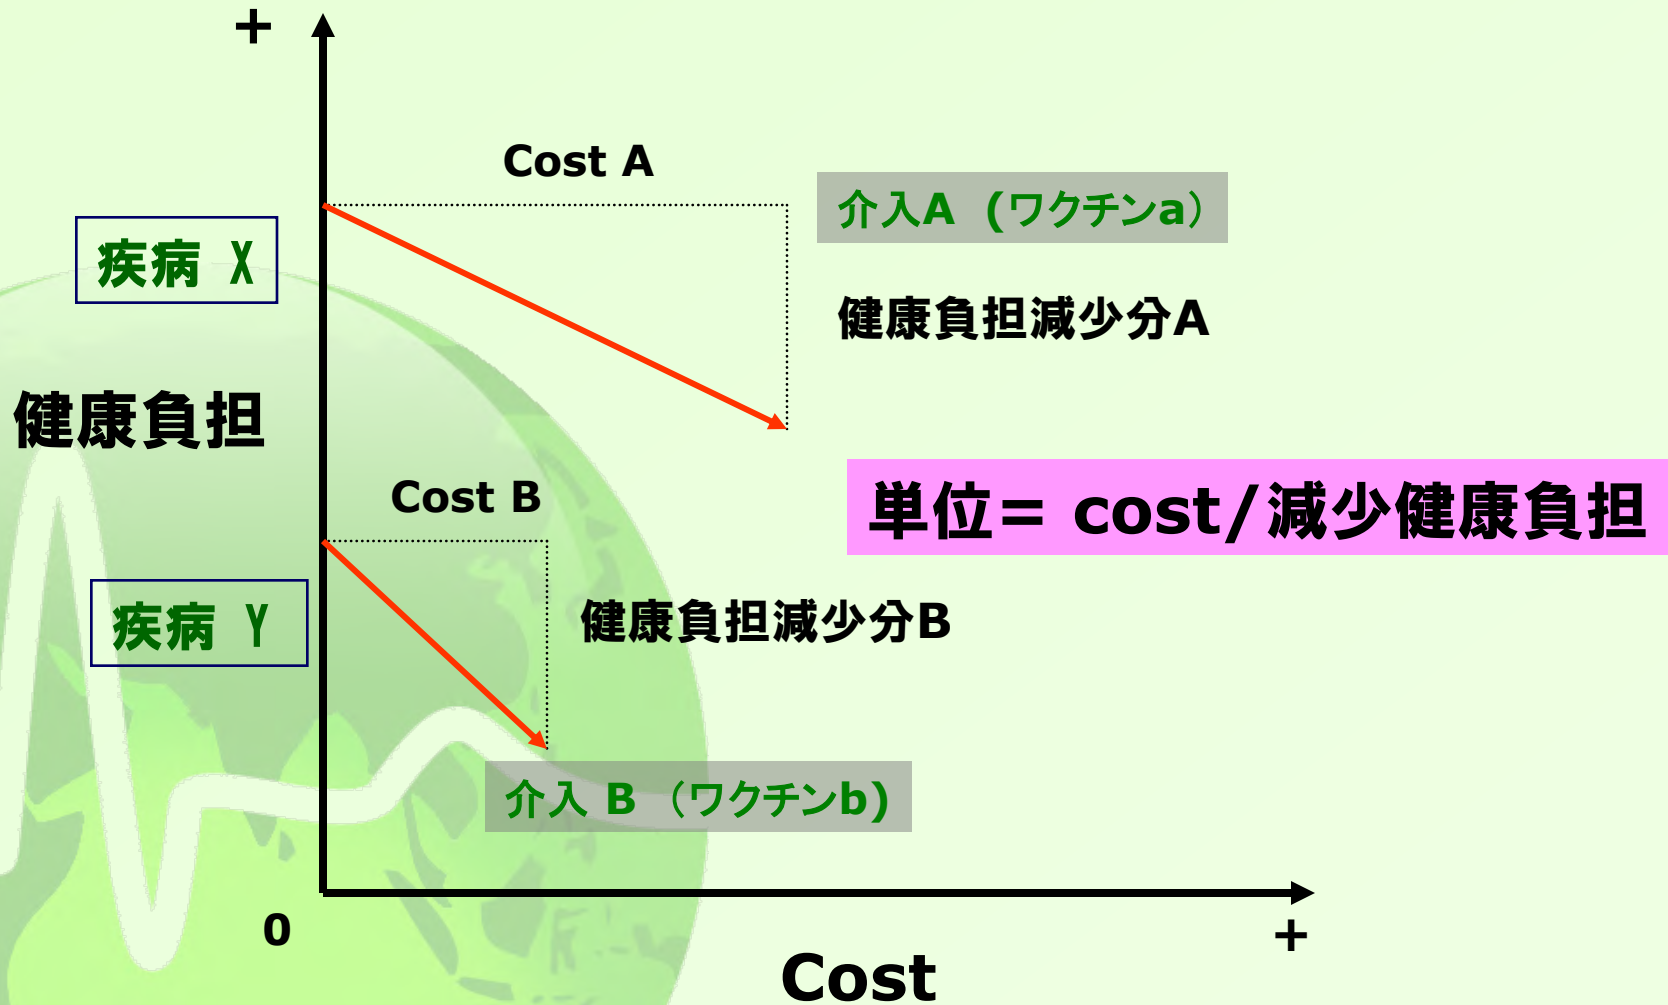 +
Cost A
介入A (ワクチンa)
疾病 X
健康負担減少分A
健康負担
Cost B
単位= cost/減少健康負担
疾病 Y
健康負担減少分B
介入 B (ワクチンb)
0
+
Cost